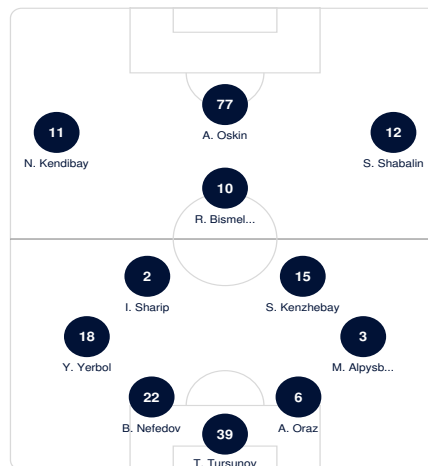 77
A. Oskin
11
N. Kendibay
12
S. Shabalin
10
R. Bismel...
2
I. Sharip
15
S. Kenzhebay
18
Y. Yerbol
3
M. Alpysb...
22
B. Nefedov
6
A. Oraz
39
T. Tursunov